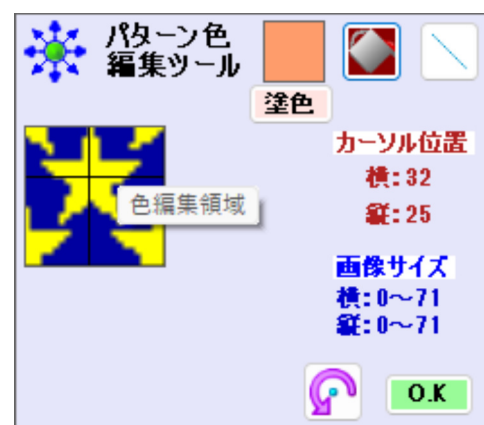 パターン色
編集ツール
塗色
カーソル位置
横:32
縦:25
色編集領域
画像サイズ
横:0～71
縦:0～71
O.K